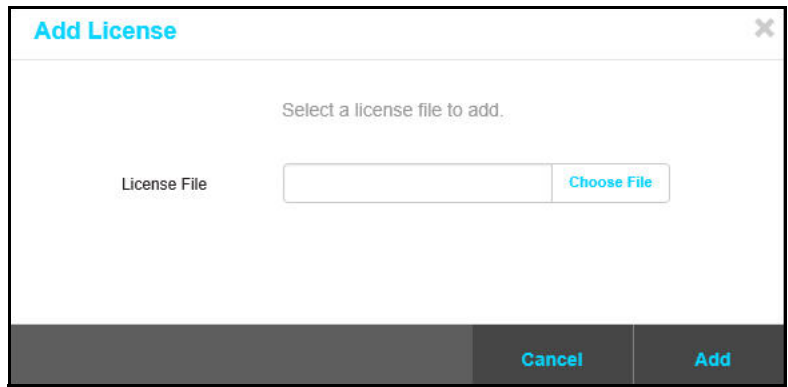 Add License
Select a license file to add.
License File
Choose File
Cancel
Add